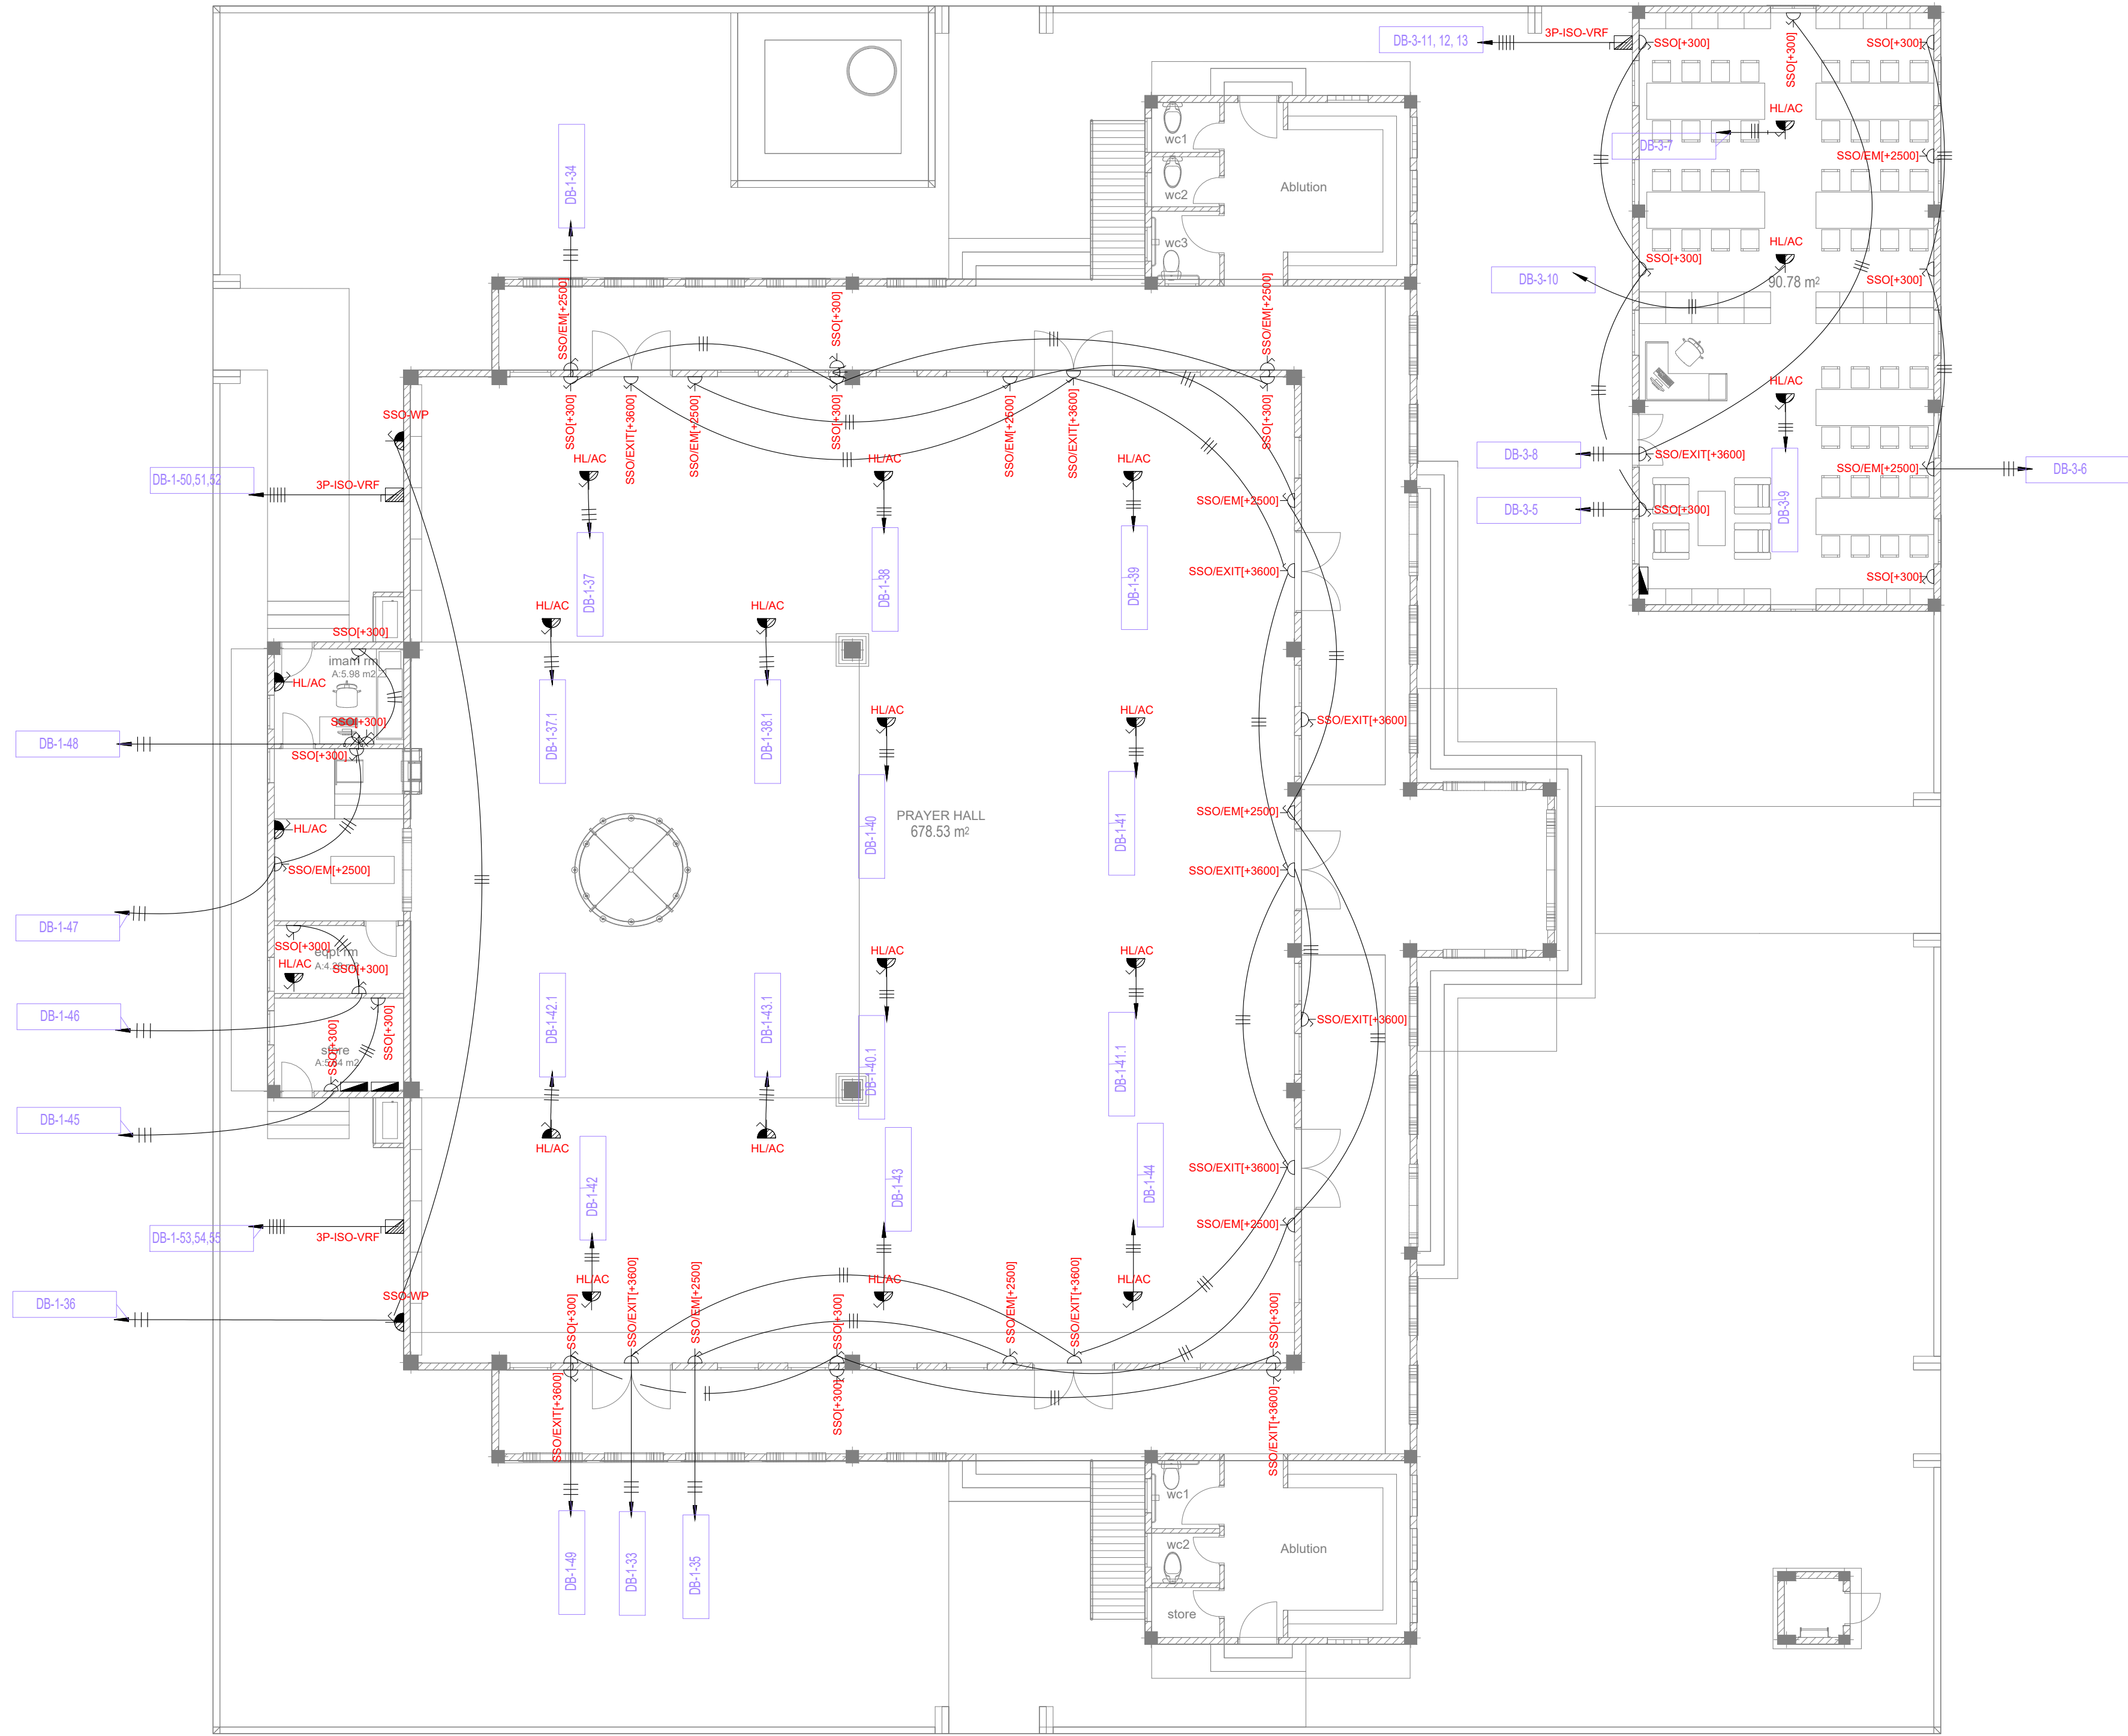 DB-3-11, 12, 13
3P-ISO-VRF
SSO[+300]
SSO[+300]
SSO[+300]
HL/AC
DB-3-7
SSO/EM[+2500]
HL/AC
SSO[+300]
90.78 m²
SSO[+300]
DB-3-10
HL/AC
DB-3-8
SSO/EXIT[+3600]
SSO/EM[+2500]
DB-3-6
DB-3-5
SSO[+300]
DB-3-9
SSO[+300]
wc1
wc2
wc3
Ablution
DB-1-34
SSO/EM[+2500]
SSO[+300]
SSO/EM[+2500]
SSO[+300]
SSO/EXIT[+3600]
SSO/EM[+2500]
SSO[+300]
SSO/EM[+2500]
SSO/EXIT[+3600]
SSO[+300]
SSO-WP
DB-1-50,51,52
3P-ISO-VRF
HL/AC
HL/AC
HL/AC
SSO/EM[+2500]
DB-1-37
DB-1-38
DB-1-39
SSO/EXIT[+3600]
HL/AC
HL/AC
SSO[+300]
imam rm
A:5.98 m2
HL/AC
DB-1-37.1
DB-1-38.1
HL/AC
HL/AC
SSO/EXIT[+3600]
SSO[+300]
DB-1-48
SSO[+300]
DB-1-40
PRAYER HALL
678.53 m²
DB-1-41
SSO/EM[+2500]
HL/AC
SSO/EM[+2500]
SSO/EXIT[+3600]
DB-1-47
SSO[+300]
eqpt rm
HL/AC
SSO[+300]
HL/AC
HL/AC
DB-1-46
DB-1-42.1
DB-1-43.1
DB-1-40.1
DB-1-41.1
SSO/EXIT[+3600]
SSO[+300]
SSO[+300]
store
DB-1-45
HL/AC
HL/AC
DB-1-42
DB-1-43
DB-1-44
SSO/EXIT[+3600]
SSO/EM[+2500]
DB-1-53,54,55
3P-ISO-VRF
SSO-WP
DB-1-36
HL/AC
HL/AC
HL/AC
SSO[+300]
SSO/EXIT[+3600]
SSO/EM[+2500]
SSO[+300]
SSO/EM[+2500]
SSO/EXIT[+3600]
SSO[+300]
SSO/EXIT[+3600]
SSO[+300]
SSO/EXIT[+3600]
DB-1-49
DB-1-33
DB-1-35
wc1
wc2
store
Ablution